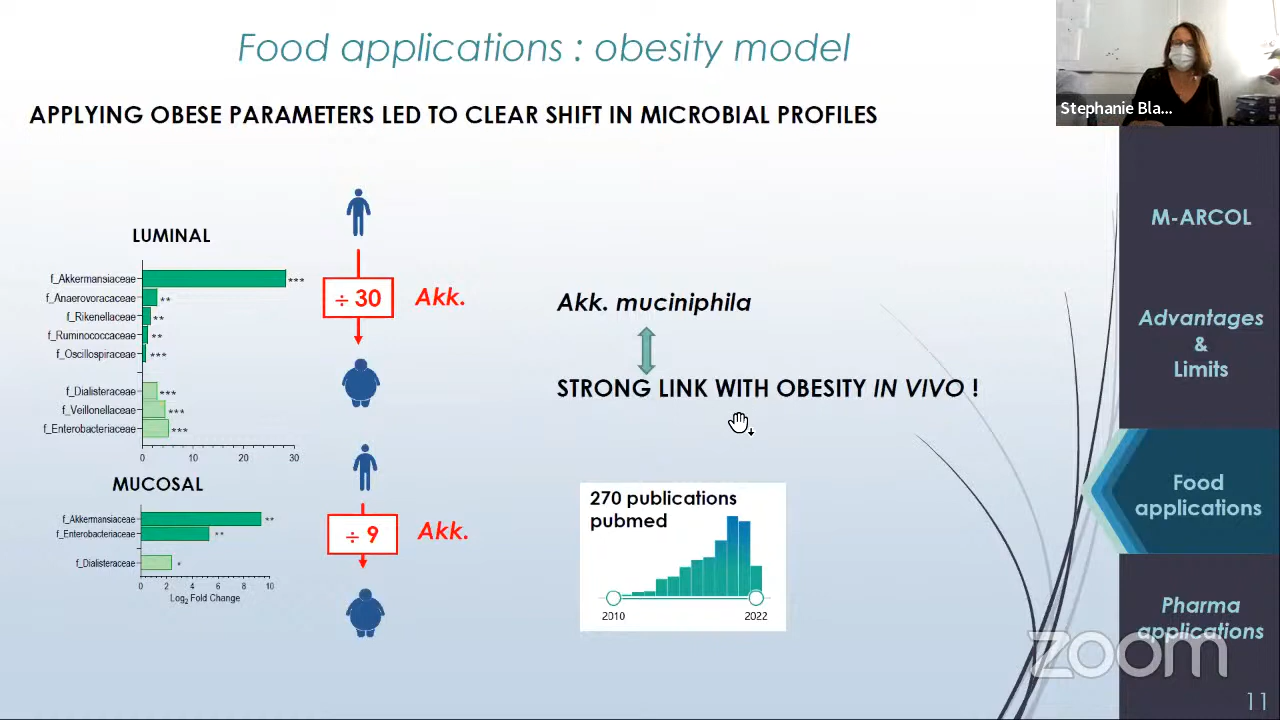 Food applications : obesity model
Stephanie Bla...
APPLYING OBESE PARAMETERS LED TO CLEAR SHIFT IN MICROBIAL PROFILES
LUMINAL
f_Akkermansiaceae
***
f_Anaerovoracaceae
**
f_Rikenellaceae
**
f_Ruminococcaceae
**
f_Oscillospiraceae
***
f_Dialisteraceae
***
f_Veillonellaceae
***
f_Enterobacteriaceae
***
0 10 20 30
÷ 30
Akk.
MUCOSAL
f_Akkermansiaceae
**
f_Enterobacteriaceae
**
f_Dialisteraceae
*
0 2 4 6 8 10
Log2 Fold Change
÷ 9
Akk.
Akk. muciniphila
STRONG LINK WITH OBESITY IN VIVO !
270 publications
pubmed
2010 2022
M-ARCOL
Advantages
&
Limits
Food
applications
Pharma
applications
zoom
11